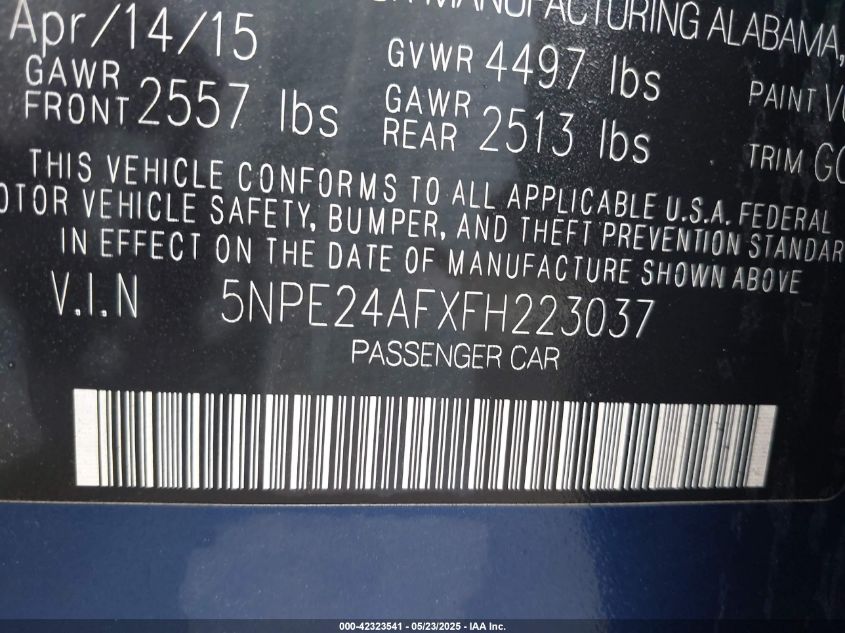 MANUFACTURING ALABAMA,
Apr/14/15 GVWR 4497 lbs PAINT
GAWR FRONT 2557 lbs GAWR REAR 2513 lbs TRIM
THIS VEHICLE CONFORMS TO ALL APPLICABLE U.S.A. FEDERAL
OTOR VEHICLE SAFETY, BUMPER, AND THEFT PREVENTION STANDAR
IN EFFECT ON THE DATE OF MANUFACTURE SHOWN ABOVE
V.I.N 5NPE24AFXFH223037
PASSENGER CAR
000-42323541 - 05/23/2025 - IAA Inc.